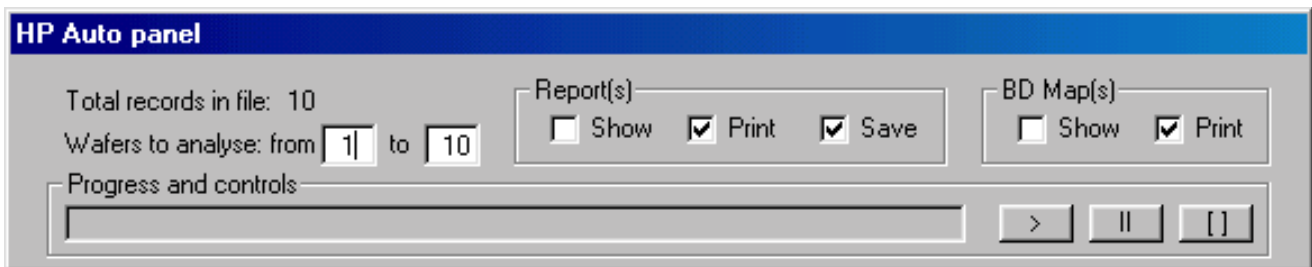 HP Auto panel
Total records in file: 10
Wafers to analyse: from 1 to 10
Report(s)
Show Print Save
BD Map(s)
Show Print
Progress and controls
> || [ ]